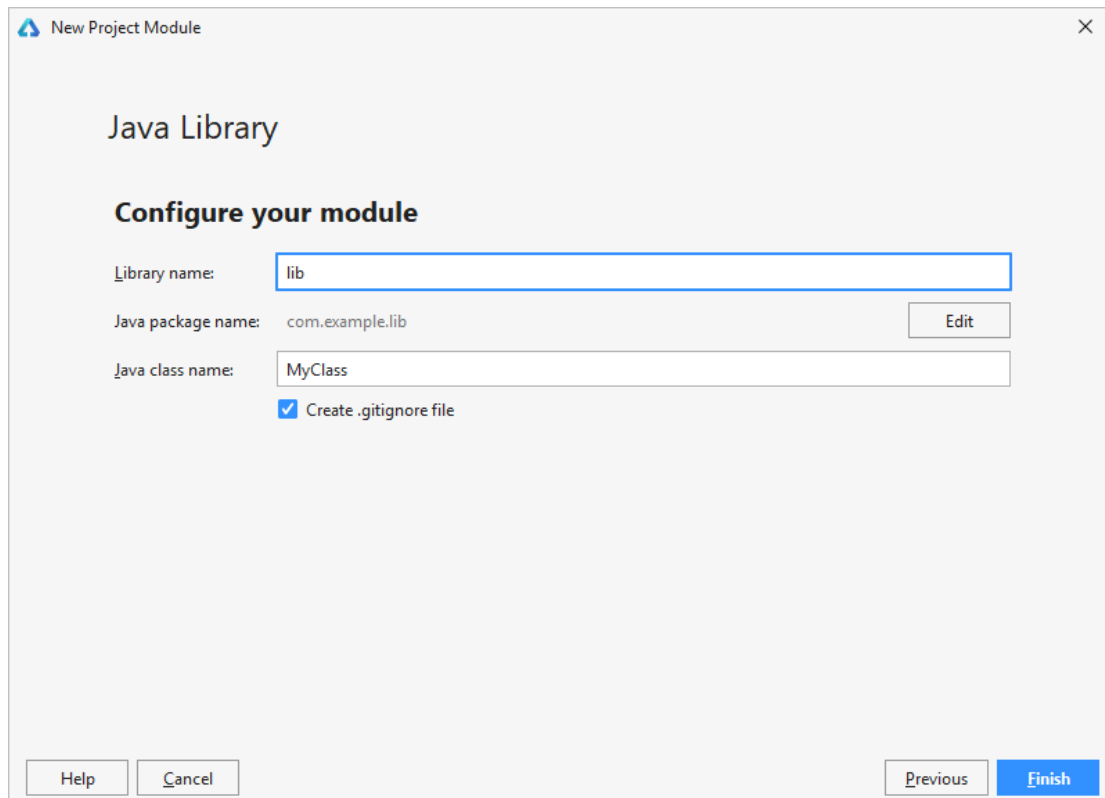 New Project Module
Java Library
Configure your module
Library name: lib
Java package name: com.example.lib Edit
Java class name: MyClass
Create .gitignore file
Help Cancel Previous Finish